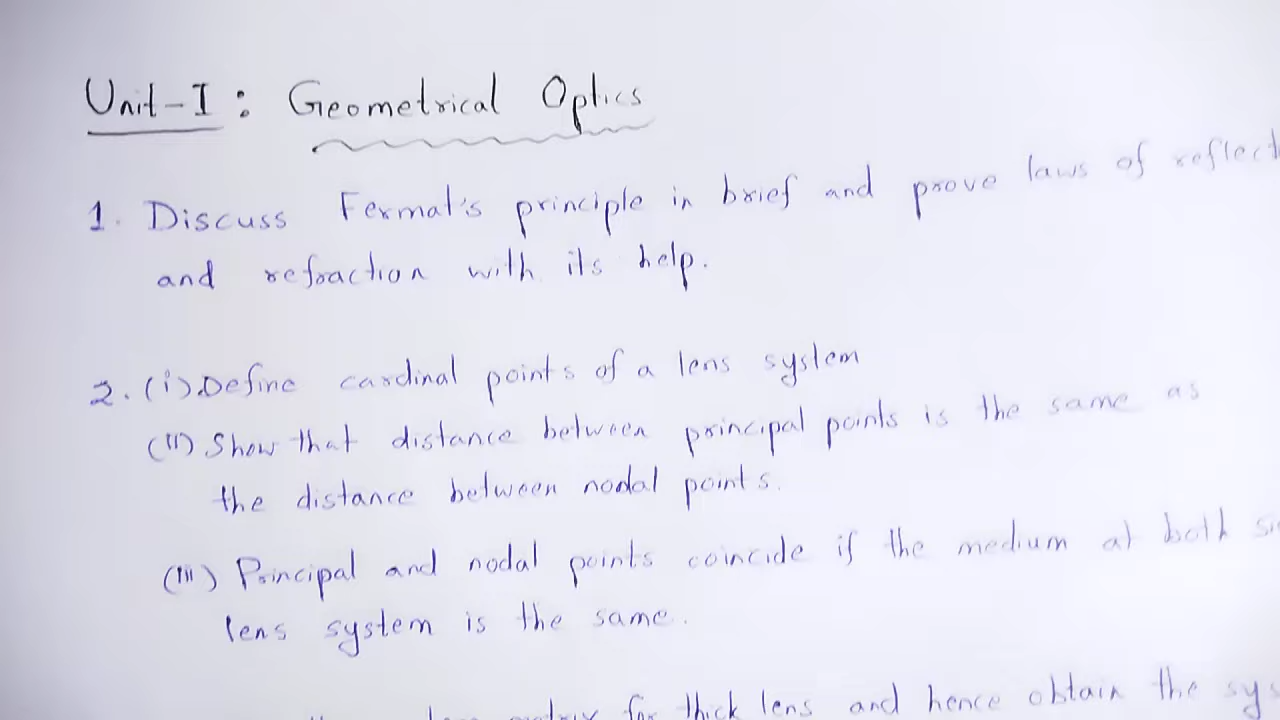 Unit-I : Geometrical Optics
1. Discuss Fermat's principle in brief and prove laws of reflect
and refraction with its help.
2. (i). Define cardinal points of a lens system
(ii) Show that distance between principal points is the same as
the distance between nodal points.
(iii) Principal and nodal points coincide if the medium at both
lens system is the same.
matrix for thick lens and hence obtain the sys